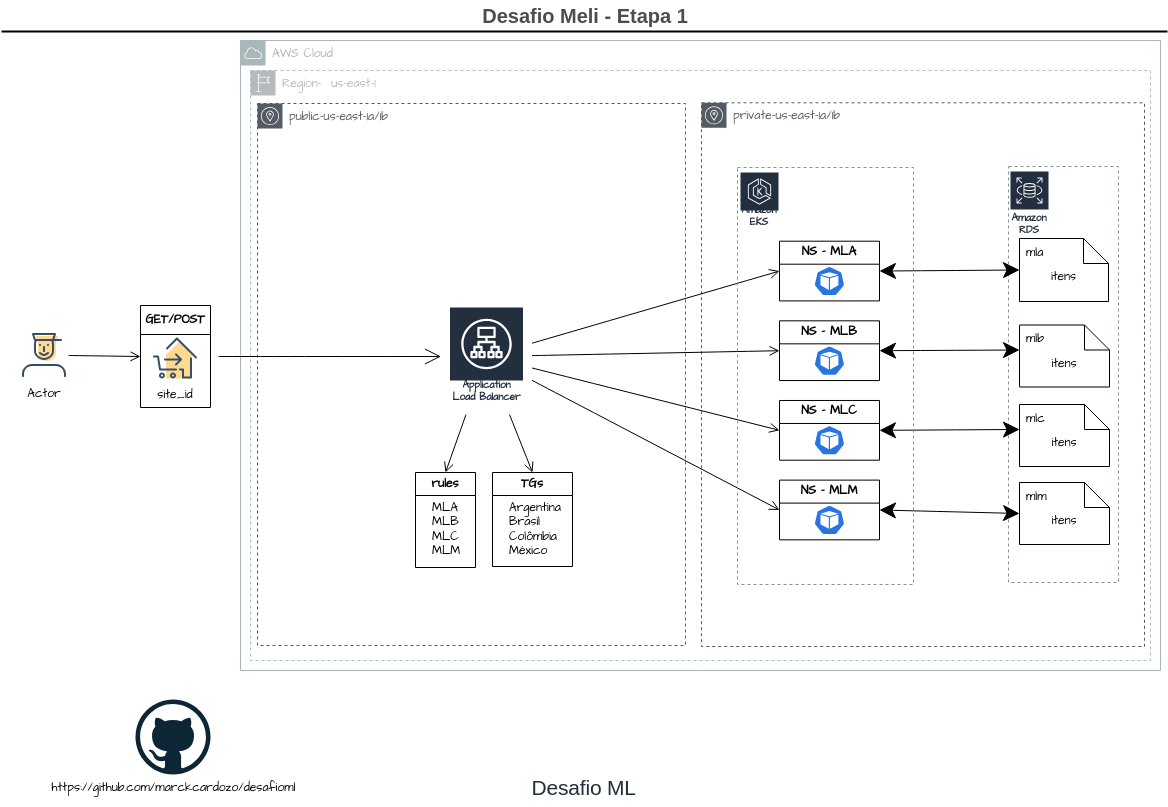 Desafio Meli - Etapa 1
AWS Cloud
Region- us-east-1
public-us-east-1a/1b
private-us-east-1a/1b
Amazon
EKS
Amazon
RDS
NS - MLA
mla
itens
GET/POST
site_id
Actor
Application
Load Balancer
NS - MLB
mlb
itens
NS - MLC
mlc
itens
NS - MLM
mlm
itens
rules
MLA
MLB
MLC
MLM
TGs
Argentina
Brasil
Colômbia
México
https://github.com/marckcardozo/desafioml
Desafio ML